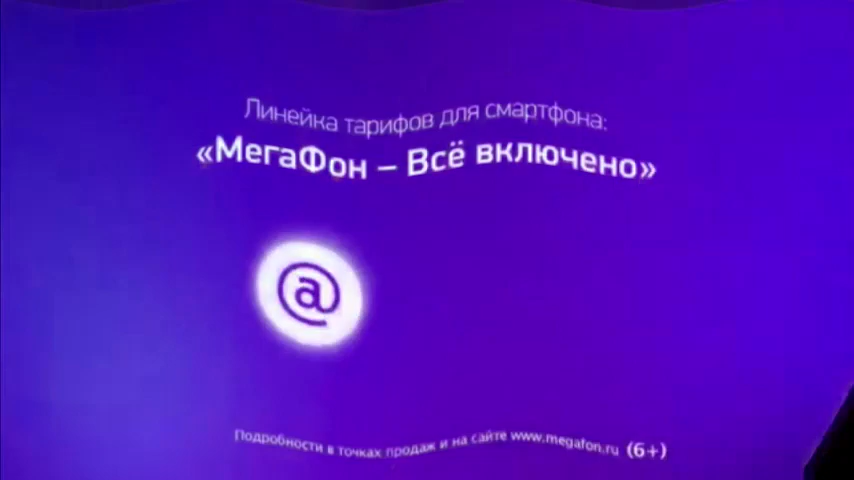 Линейка тарифов для смартфона:
«МегаФон – Всё включено»
@
Подробности в точках продаж и на сайте www.megafon.ru (6+)